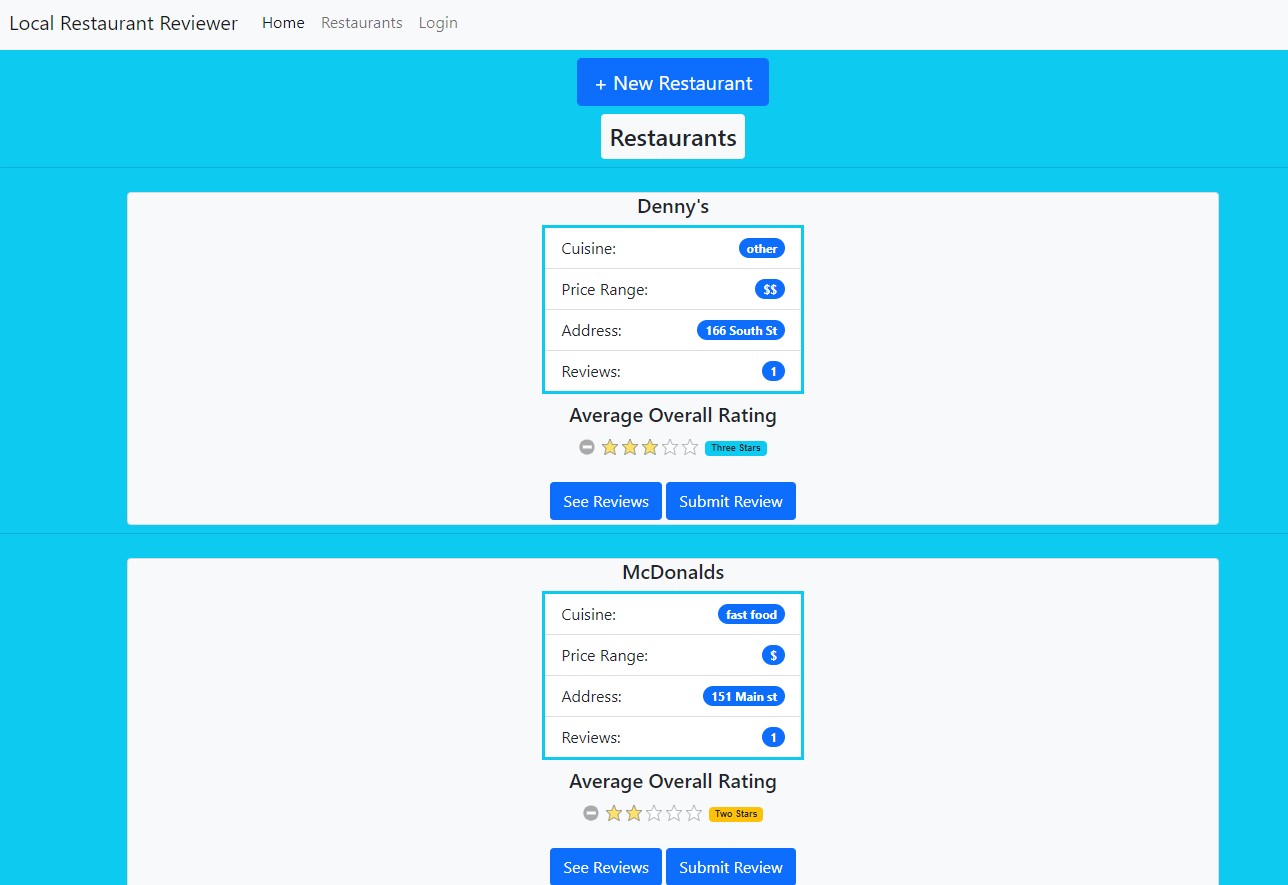 Local Restaurant Reviewer Home Restaurants Login
+ New Restaurant
Restaurants
Denny's
Cuisine: other
Price Range: $$
Address: 166 South St
Reviews: 1
Average Overall Rating
Three Stars
See Reviews Submit Review
McDonalds
Cuisine: fast food
Price Range: $
Address: 151 Main st
Reviews: 1
Average Overall Rating
Two Stars
See Reviews Submit Review